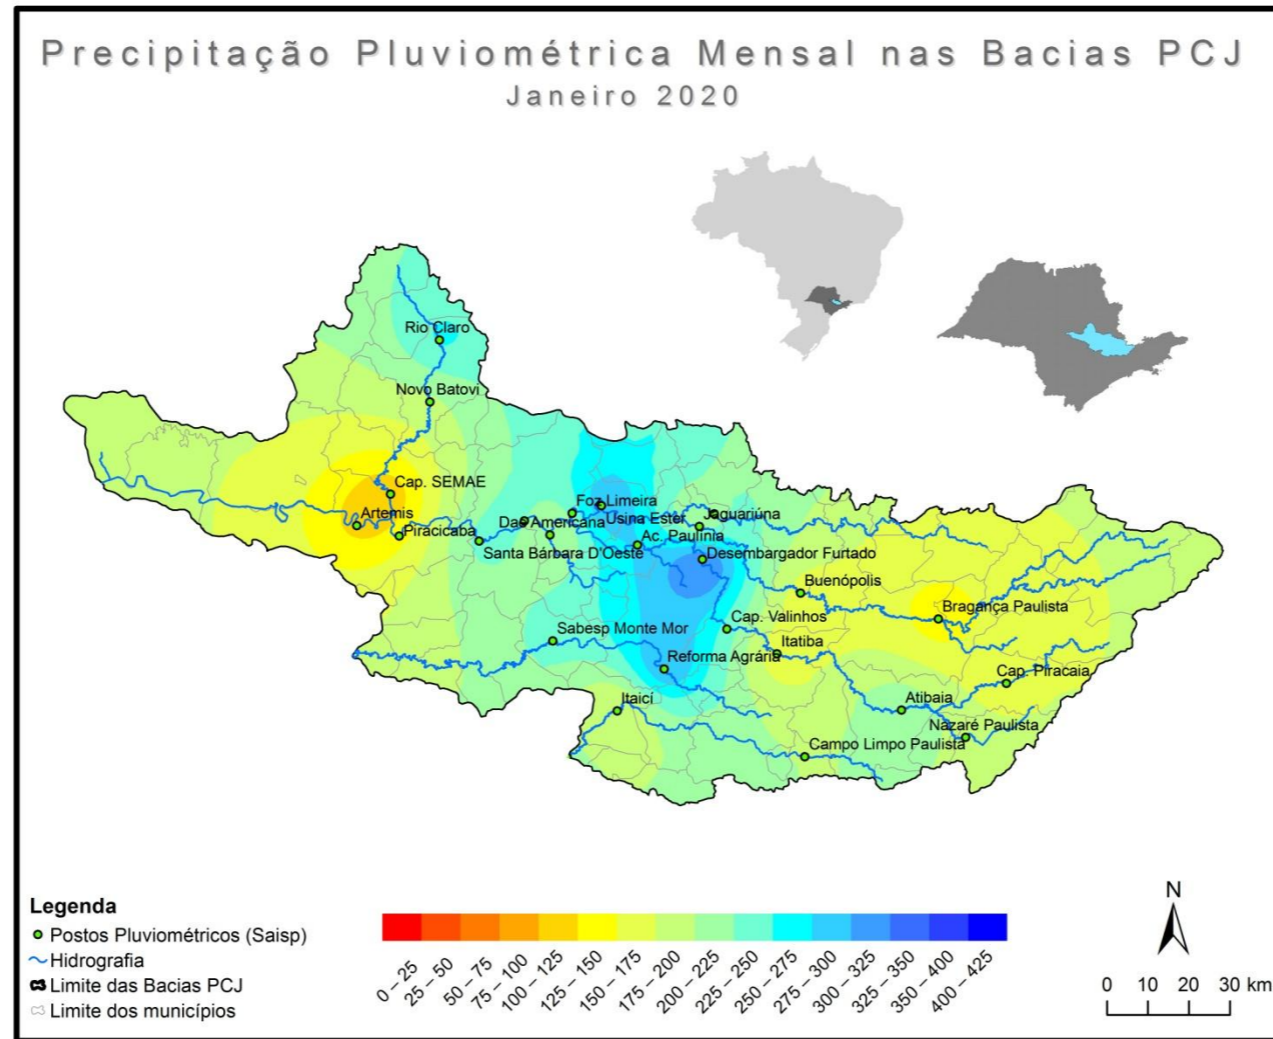 Precipitação Pluviométrica Mensal nas Bacias PCJ
Janeiro 2020
Rio Claro
Novo Batovi
Cap. SEMAE
Artemis
Piracicaba
Foz Limeira
Dae Americana
Usina Ester
Jaguariúna
Santa Bárbara D'Oeste
Ac. Paulínia
Desembargador Furtado
Buenópolis
Bragança Paulista
Sabesp Monte Mor
Cap. Valinhos
Itatiba
Reforma Agrária
Cap. Piracaia
Itaicí
Atibaia
Nazaré Paulista
Campo Limpo Paulista
Legenda
Postos Pluviométricos (Saisp)
Hidrografia
Limite das Bacias PCJ
Limite dos municípios
0 – 25
25 – 50
50 – 75
75 – 100
100 – 125
125 – 150
150 – 175
175 – 200
200 – 225
225 – 250
250 – 275
275 – 300
300 – 325
325 – 350
350 – 400
400 – 425
N
0 10 20 30 km